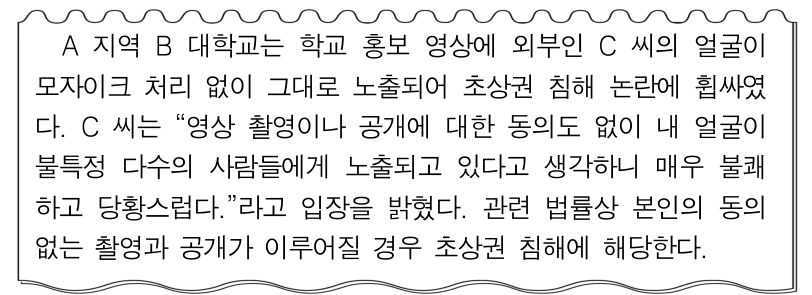 A 지역 B 대학교는 학교 홍보 영상에 외부인 C 씨의 얼굴이
모자이크 처리 없이 그대로 노출되어 초상권 침해 논란에 휩싸였
다. C 씨는 “영상 촬영이나 공개에 대한 동의도 없이 내 얼굴이
불특정 다수의 사람들에게 노출되고 있다고 생각하니 매우 불쾌
하고 당황스럽다.”라고 입장을 밝혔다. 관련 법률상 본인의 동의
없는 촬영과 공개가 이루어질 경우 초상권 침해에 해당한다.